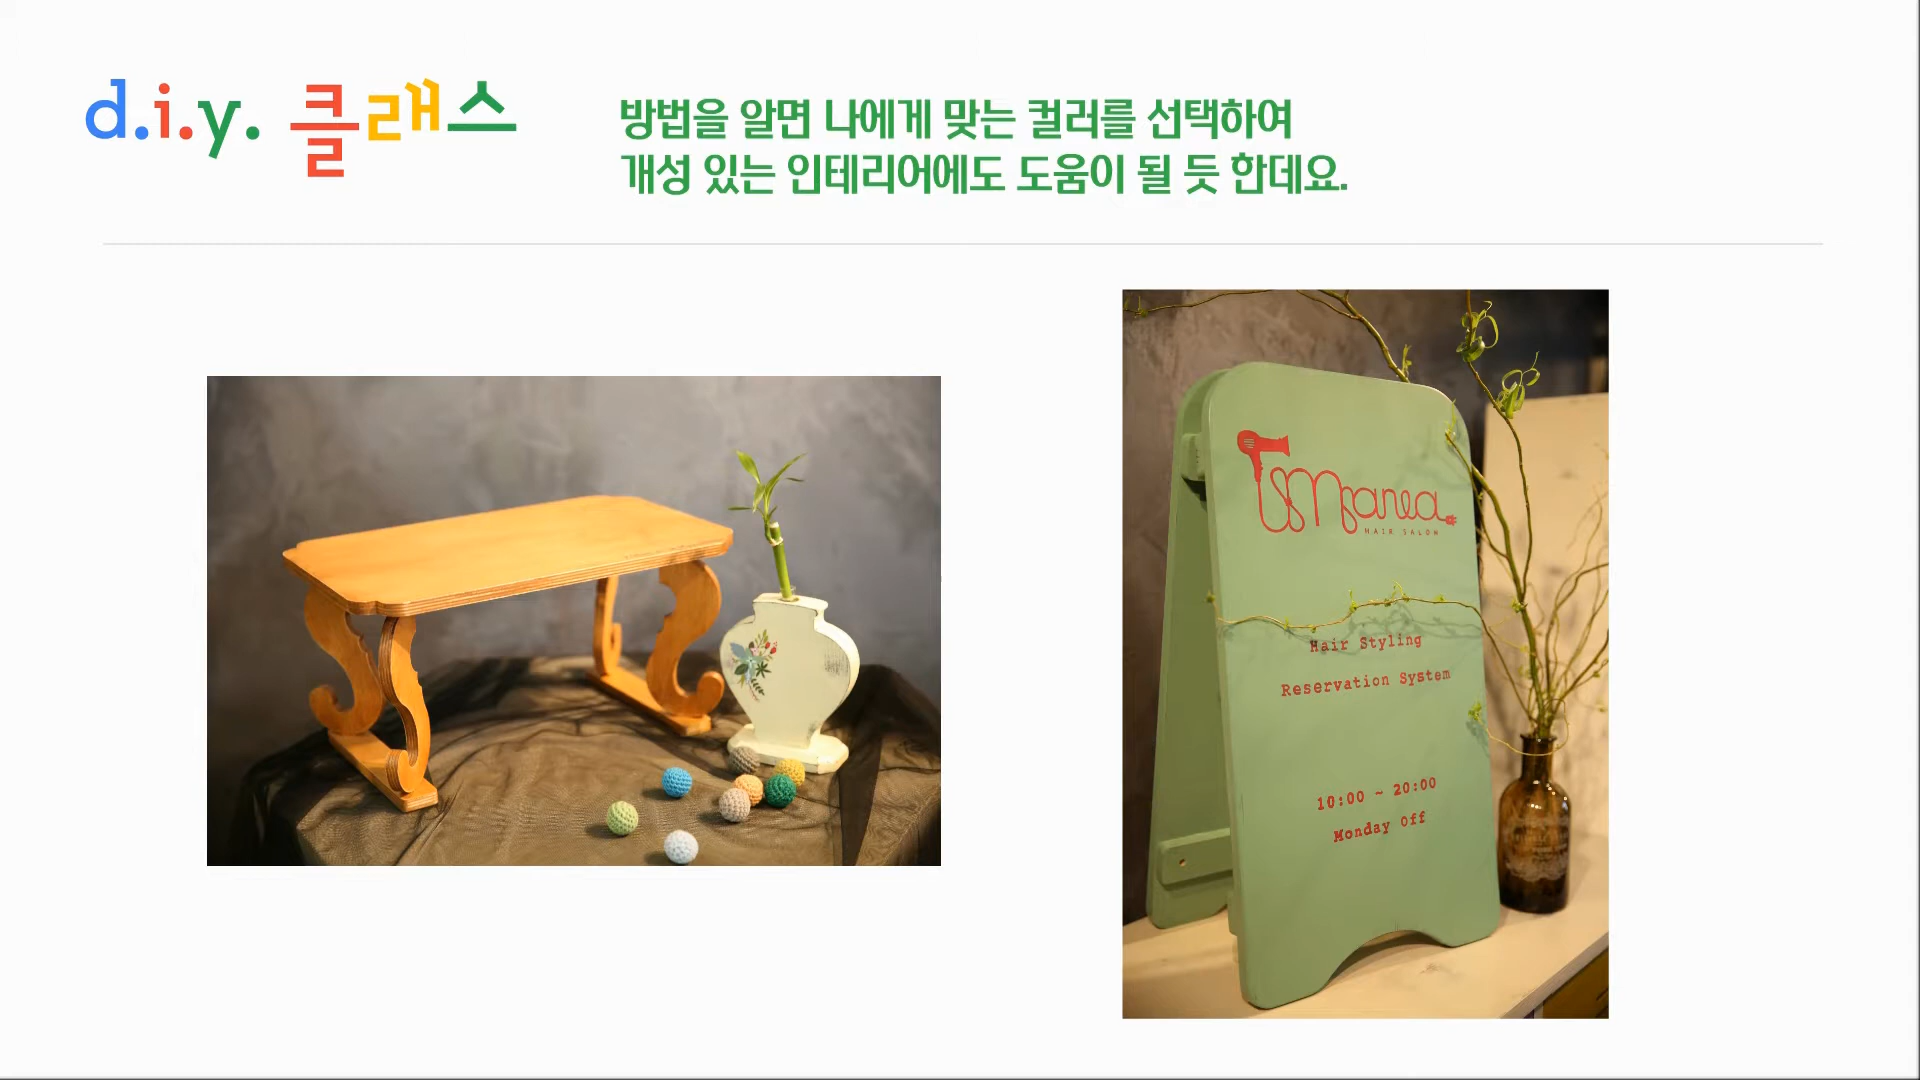 d.i.y. 클래스
방법을 알면 나에게 맞는 컬러를 선택하여
개성 있는 인테리어에도 도움이 될 듯 한데요.
HAIR SALON
Hair Styling
Reservation System
10:00 ~ 20:00
Monday Off